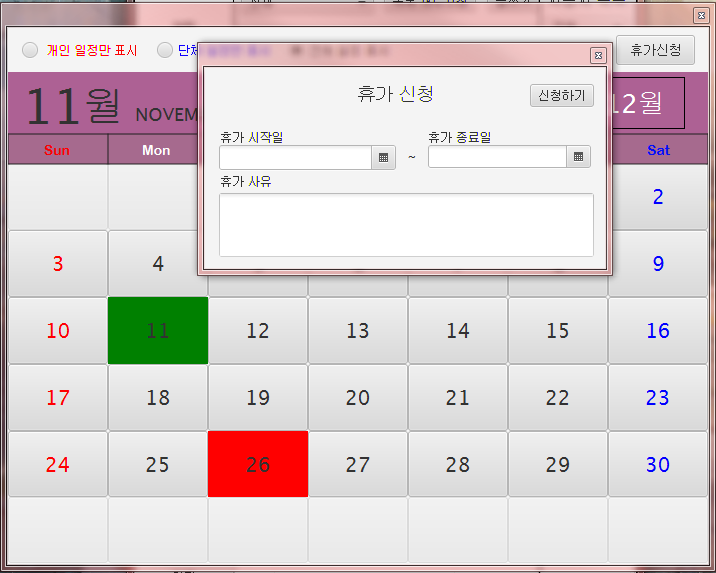 개인 일정만 표시
단체
휴가신청
11월 NOVEM
12월
휴가 신청
신청하기
휴가 시작일
휴가 종료일
~
휴가 사유
Sun Mon Sat
2
3 4 9
10 11 12 13 14 15 16
17 18 19 20 21 22 23
24 25 26 27 28 29 30